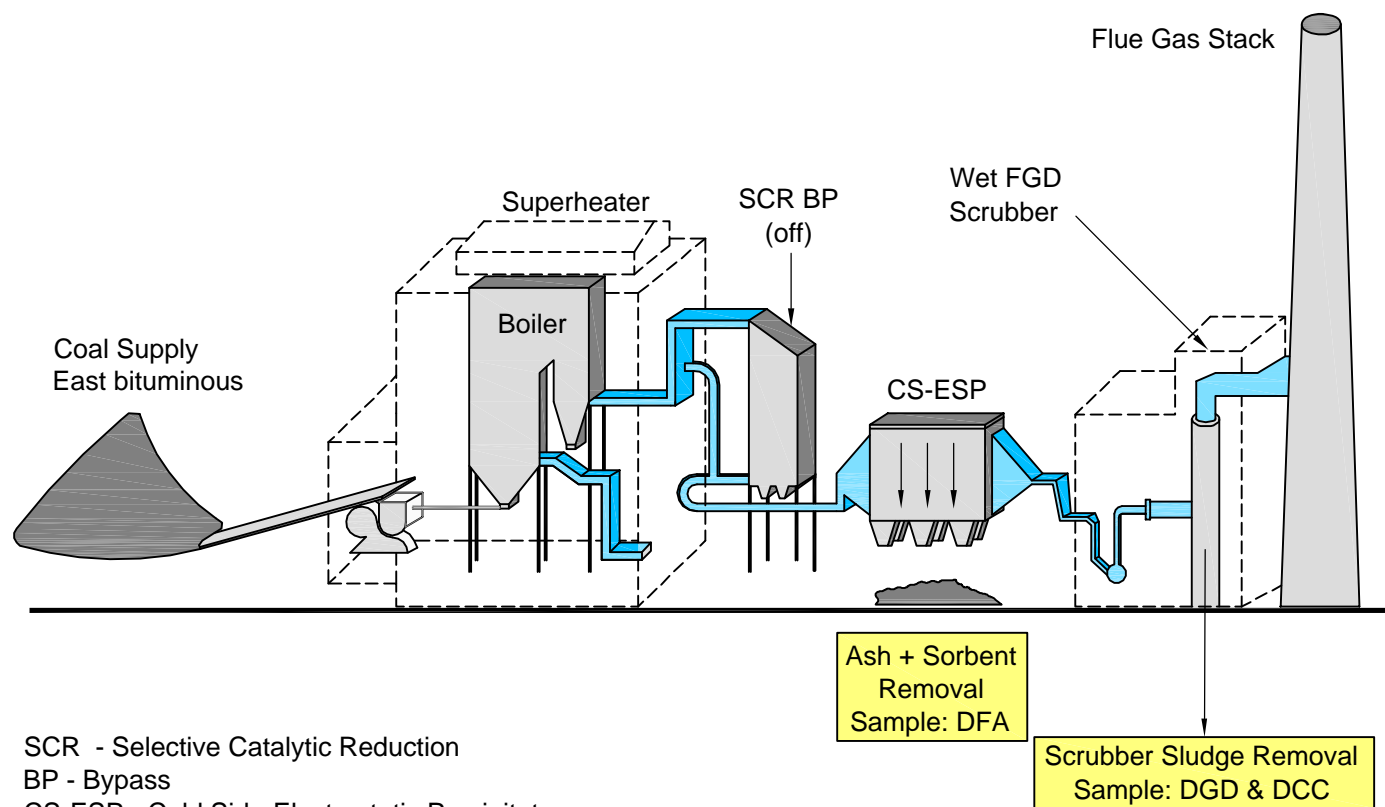 Flue Gas Stack
Wet FGD
Scrubber
Superheater
SCR BP
(off)
Boiler
Coal Supply
East bituminous
CS-ESP
Ash + Sorbent
Removal
Sample: DFA
Scrubber Sludge Removal
Sample: DGD & DCC
SCR - Selective Catalytic Reduction
BP - Bypass